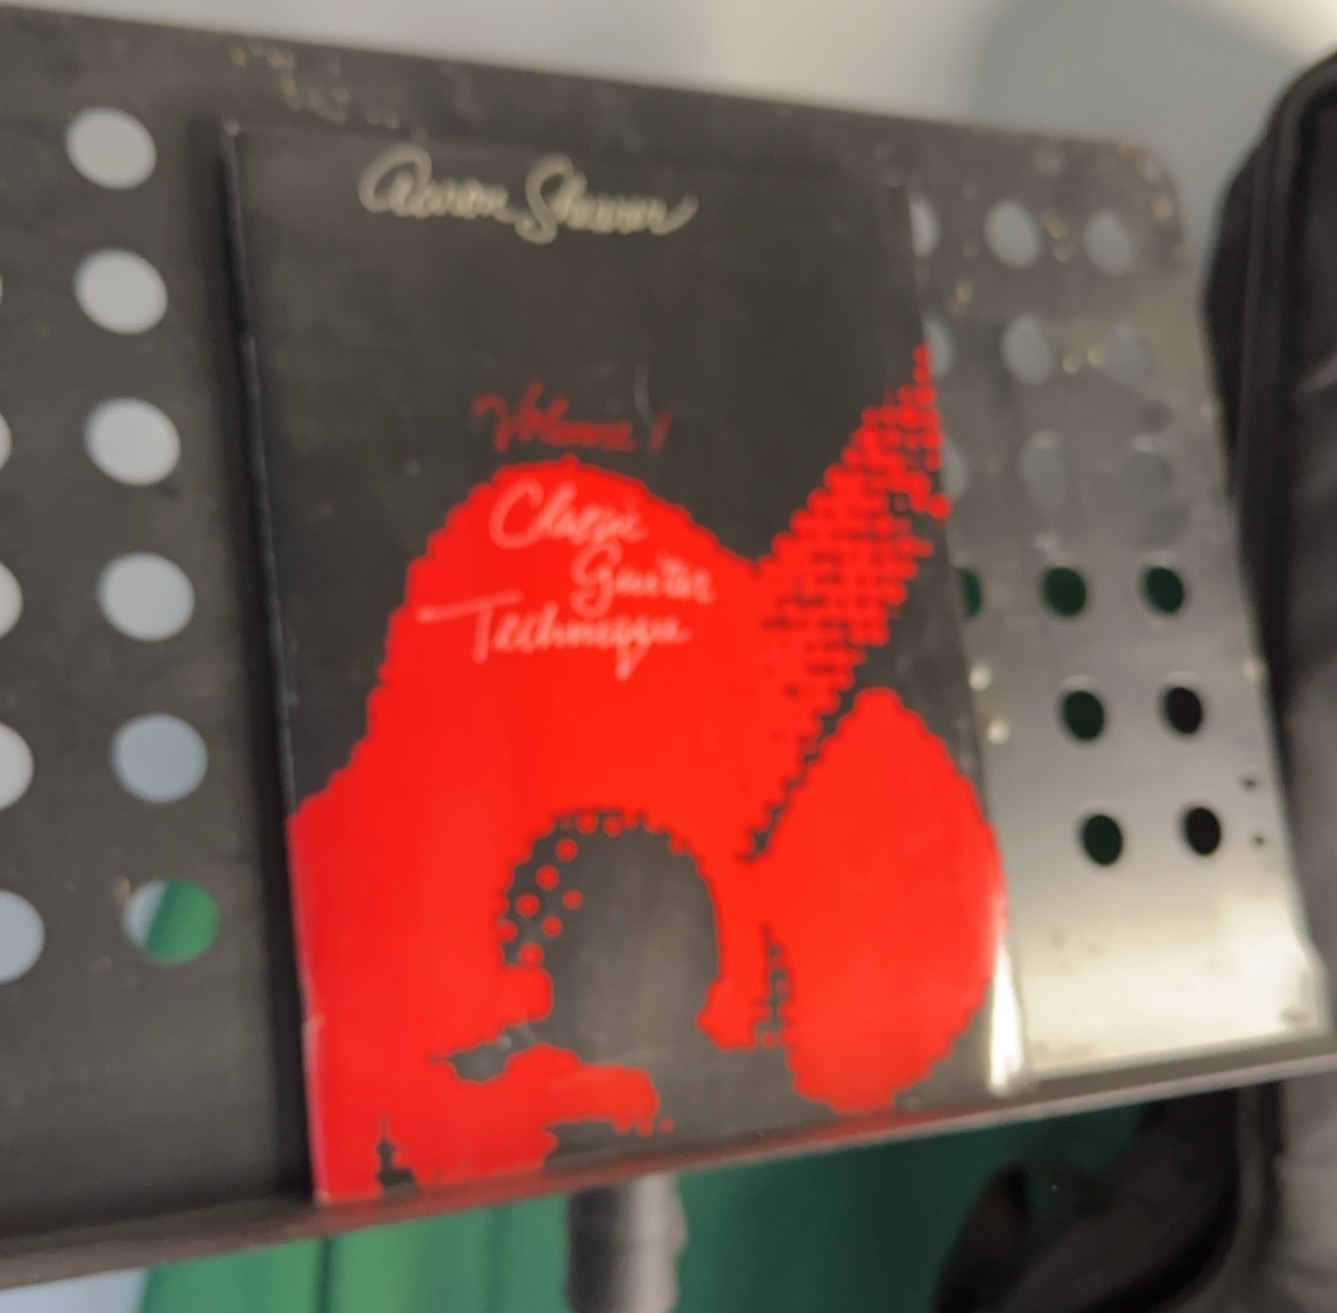 Aaron Shearer
Volume 1
Classic
Guitar
Technique